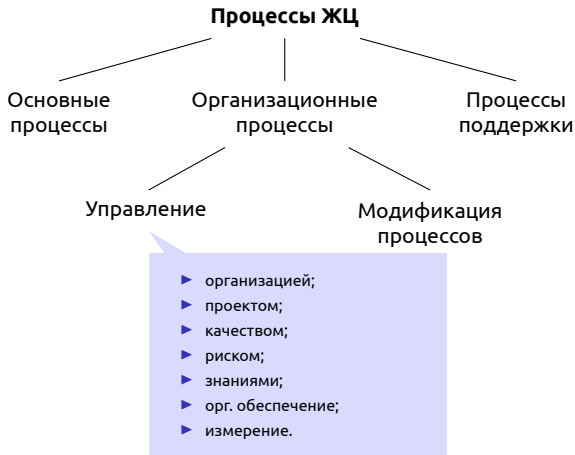 Процессы ЖЦ
Основные
процессы
Организационные
процессы
Процессы
поддержки
Управление
Модификация
процессов
организацией;
проектом;
качеством;
риском;
знаниями;
орг. обеспечение;
измерение.